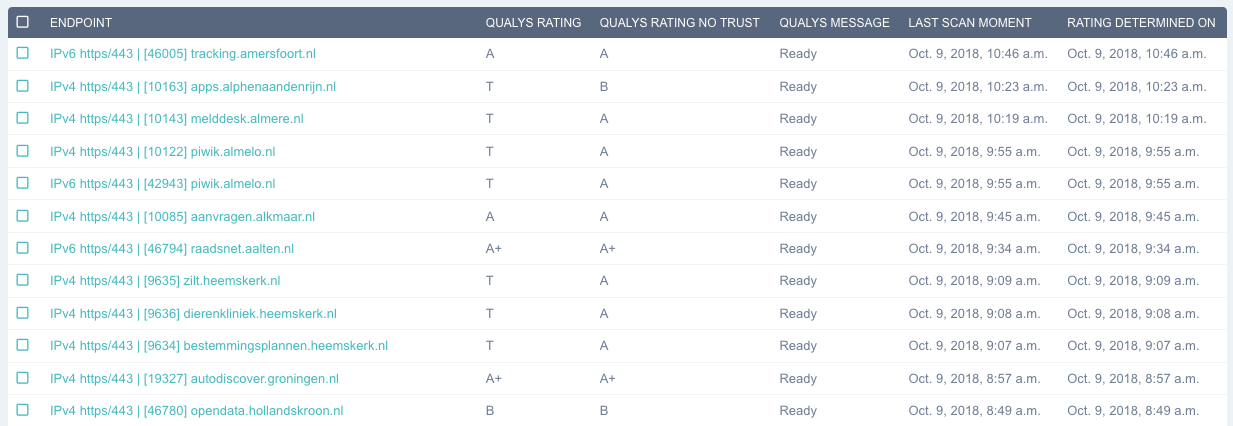 ENDPOINT QUALYS RATING QUALYS RATING NO TRUST QUALYS MESSAGE LAST SCAN MOMENT RATING DETERMINED ON
IPv6 https/443 | [46005] tracking.amersfoort.nl A A Ready Oct. 9, 2018, 10:46 a.m. Oct. 9, 2018, 10:46 a.m.
IPv4 https/443 | [10163] apps.alphenaandenrijn.nl T B Ready Oct. 9, 2018, 10:23 a.m. Oct. 9, 2018, 10:23 a.m.
IPv4 https/443 | [10143] melddesk.almere.nl T A Ready Oct. 9, 2018, 10:19 a.m. Oct. 9, 2018, 10:19 a.m.
IPv4 https/443 | [10122] piwik.almelo.nl T A Ready Oct. 9, 2018, 9:55 a.m. Oct. 9, 2018, 9:55 a.m.
IPv6 https/443 | [42943] piwik.almelo.nl T A Ready Oct. 9, 2018, 9:55 a.m. Oct. 9, 2018, 9:55 a.m.
IPv4 https/443 | [10085] aanvragen.alkmaar.nl A A Ready Oct. 9, 2018, 9:45 a.m. Oct. 9, 2018, 9:45 a.m.
IPv6 https/443 | [46794] raadsnet.aalten.nl A+ A+ Ready Oct. 9, 2018, 9:34 a.m. Oct. 9, 2018, 9:34 a.m.
IPv4 https/443 | [9635] zilt.heemskerk.nl T A Ready Oct. 9, 2018, 9:09 a.m. Oct. 9, 2018, 9:09 a.m.
IPv4 https/443 | [9636] dierenkliniek.heemskerk.nl T A Ready Oct. 9, 2018, 9:08 a.m. Oct. 9, 2018, 9:08 a.m.
IPv4 https/443 | [9634] bestemmingsplannen.heemskerk.nl T A Ready Oct. 9, 2018, 9:07 a.m. Oct. 9, 2018, 9:07 a.m.
IPv4 https/443 | [19327] autodiscover.groningen.nl A+ A+ Ready Oct. 9, 2018, 8:57 a.m. Oct. 9, 2018, 8:57 a.m.
IPv4 https/443 | [46780] opendata.hollandskroon.nl B B Ready Oct. 9, 2018, 8:49 a.m. Oct. 9, 2018, 8:49 a.m.